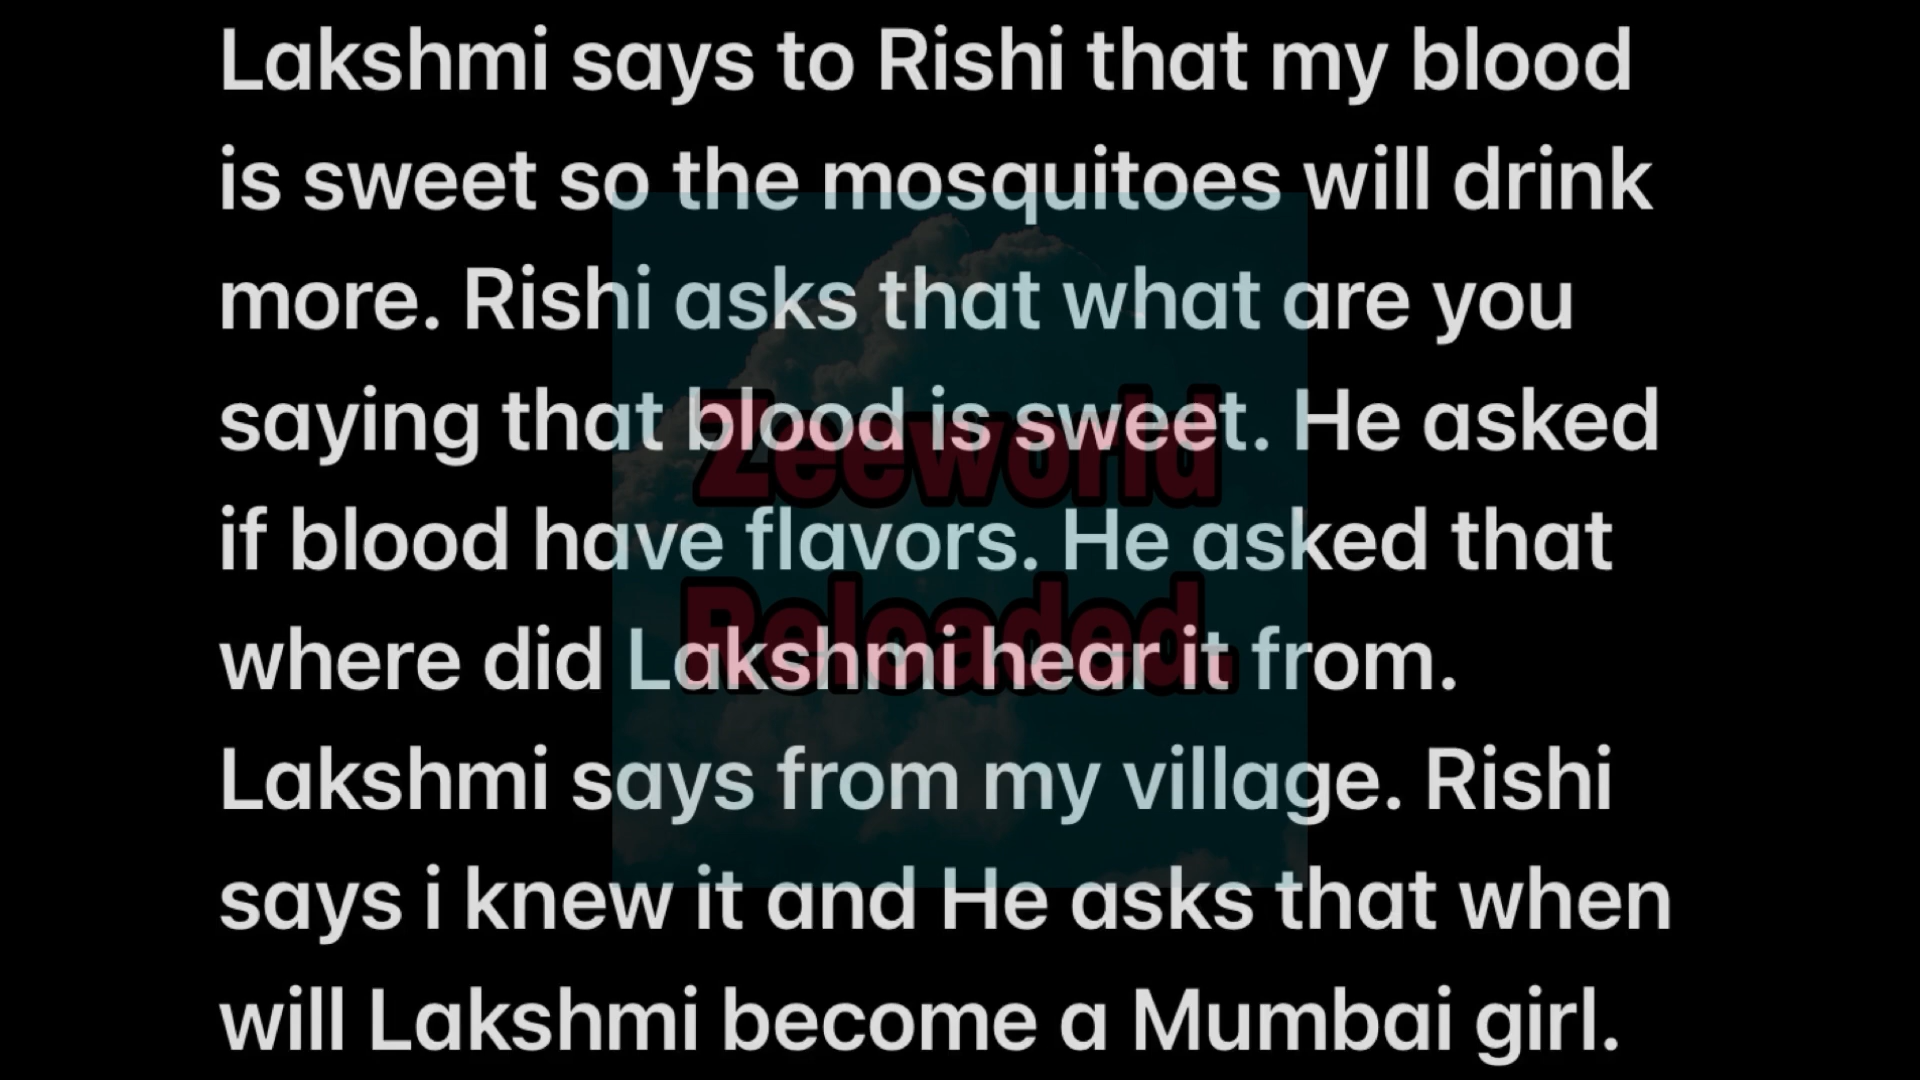 Lakshmi says to Rishi that my blood
is sweet so the mosquitoes will drink
more. Rishi asks that what are you
saying that blood is sweet. He asked
if blood have flavors. He asked that
where did Lakshmi hear it from.
Lakshmi says from my village. Rishi
says i knew it and He asks that when
will Lakshmi become a Mumbai girl.
Zeeworld
Reloaded.